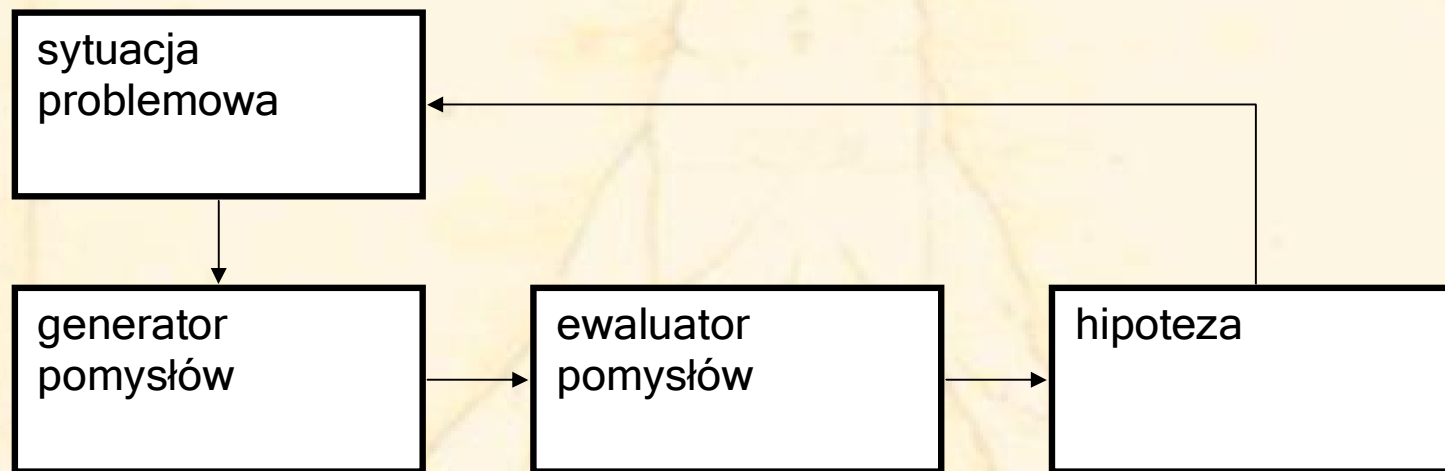 sytuacja
problemowa
generator
pomysłów
ewaluator
pomysłów
hipoteza